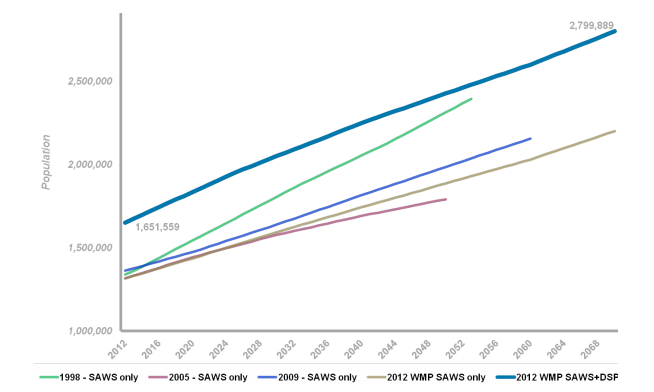 2,799,889
2,500,000
Population
2,000,000
1,651,559
1,500,000
1,000,000
2012 2016 2020 2024 2028 2032 2036 2040 2044 2048 2052 2056 2060 2064 2068
1998 - SAWS only 2005 - SAWS only 2009 - SAWS only 2012 WMP SAWS only 2012 WMP SAWS+DSP